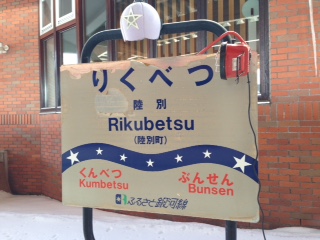 りくべつ
陸別
Rikubetsu
(陸別町)
くんべつ
Kumbetsu
ぶんせん
Bunsen
ふるさと銀河線